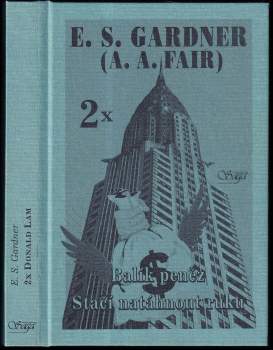 E. S. Gardner
2x Donald Lam
Saga
E. S. GARDNER
(A. A. FAIR)
2x
Saga
$
Balík peněz
Stačí natáhnout ruku